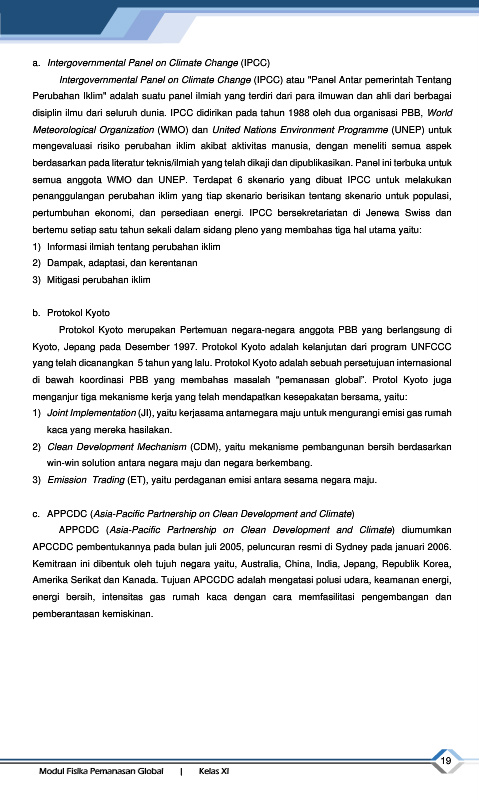 a. Intergovernmental Panel on Climate Change (IPCC)
Intergovernmental Panel on Climate Change (IPCC) atau "Panel Antar pemerintah Tentang
Perubahan Iklim" adalah suatu panel ilmiah yang terdiri dari para ilmuwan dan ahli dari berbagai
disiplin ilmu dari seluruh dunia. IPCC didirikan pada tahun 1988 oleh dua organisasi PBB, World
Meteorological Organization (WMO) dan United Nations Environment Programme (UNEP) untuk
mengevaluasi risiko perubahan iklim akibat aktivitas manusia, dengan meneliti semua aspek
berdasarkan pada literatur teknis/ilmiah yang telah dikaji dan dipublikasikan. Panel ini terbuka untuk
semua anggota WMO dan UNEP. Terdapat 6 skenario yang dibuat IPCC untuk melakukan
penanggulangan perubahan iklim yang tiap skenario berisikan tentang skenario untuk populasi,
pertumbuhan ekonomi, dan persediaan energi. IPCC bersekretariatan di Jenewa Swiss dan
bertemu setiap satu tahun sekali dalam sidang pleno yang membahas tiga hal utama yaitu:
1) Informasi ilmiah tentang perubahan iklim
2) Dampak, adaptasi, dan kerentanan
3) Mitigasi perubahan iklim
b. Protokol Kyoto
Protokol Kyoto merupakan Pertemuan negara-negara anggota PBB yang berlangsung di
Kyoto, Jepang pada Desember 1997. Protokol Kyoto adalah kelanjutan dari program UNFCCC
yang telah dicanangkan 5 tahun yang lalu. Protokol Kyoto adalah sebuah persetujuan internasional
di bawah koordinasi PBB yang membahas masalah “pemanasan global”. Protol Kyoto juga
menganjur tiga mekanisme kerja yang telah mendapatkan kesepakatan bersama, yaitu:
1) Joint Implementation (JI), yaitu kerjasama antarnegara maju untuk mengurangi emisi gas rumah
kaca yang mereka hasilakan.
2) Clean Development Mechanism (CDM), yaitu mekanisme pembangunan bersih berdasarkan
win-win solution antara negara maju dan negara berkembang.
3) Emission Trading (ET), yaitu perdaganan emisi antara sesama negara maju.
c. APPCDC (Asia-Pacific Partnership on Clean Development and Climate)
APPCDC (Asia-Pacific Partnership on Clean Development and Climate) diumumkan
APCCDC pembentukannya pada bulan juli 2005, peluncuran resmi di Sydney pada januari 2006.
Kemitraan ini dibentuk oleh tujuh negara yaitu, Australia, China, India, Jepang, Republik Korea,
Amerika Serikat dan Kanada. Tujuan APCCDC adalah mengatasi polusi udara, keamanan energi,
energi bersih, intensitas gas rumah kaca dengan cara memfasilitasi pengembangan dan
pemberantasan kemiskinan.
19
Modul Fisika Pemanasan Global | Kelas XI